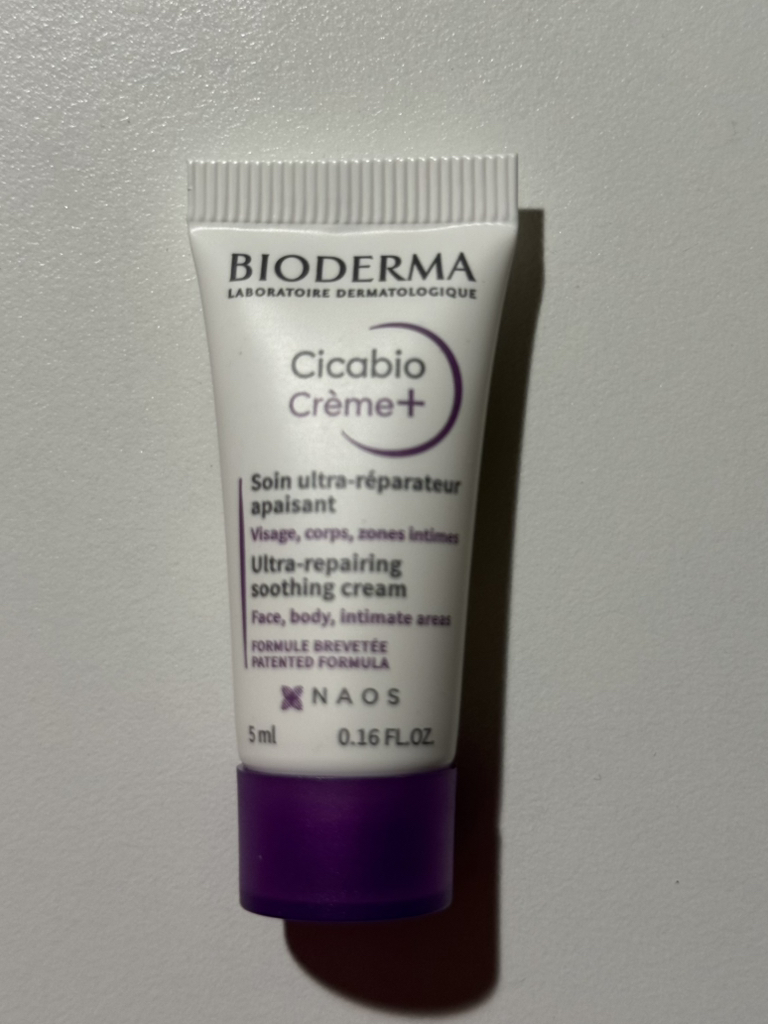 BIODERMA
LABORATOIRE DERMATOLOGIQUE
Cicabio
Crème+
Soin ultra-réparateur
apaisant
Visage, corps, zones intimes
Ultra-repairing
soothing cream
Face, body, intimate areas
FORMULE BREVETÉE
PATENTED FORMULA
NAOS
5 ml 0.16 FL.OZ.